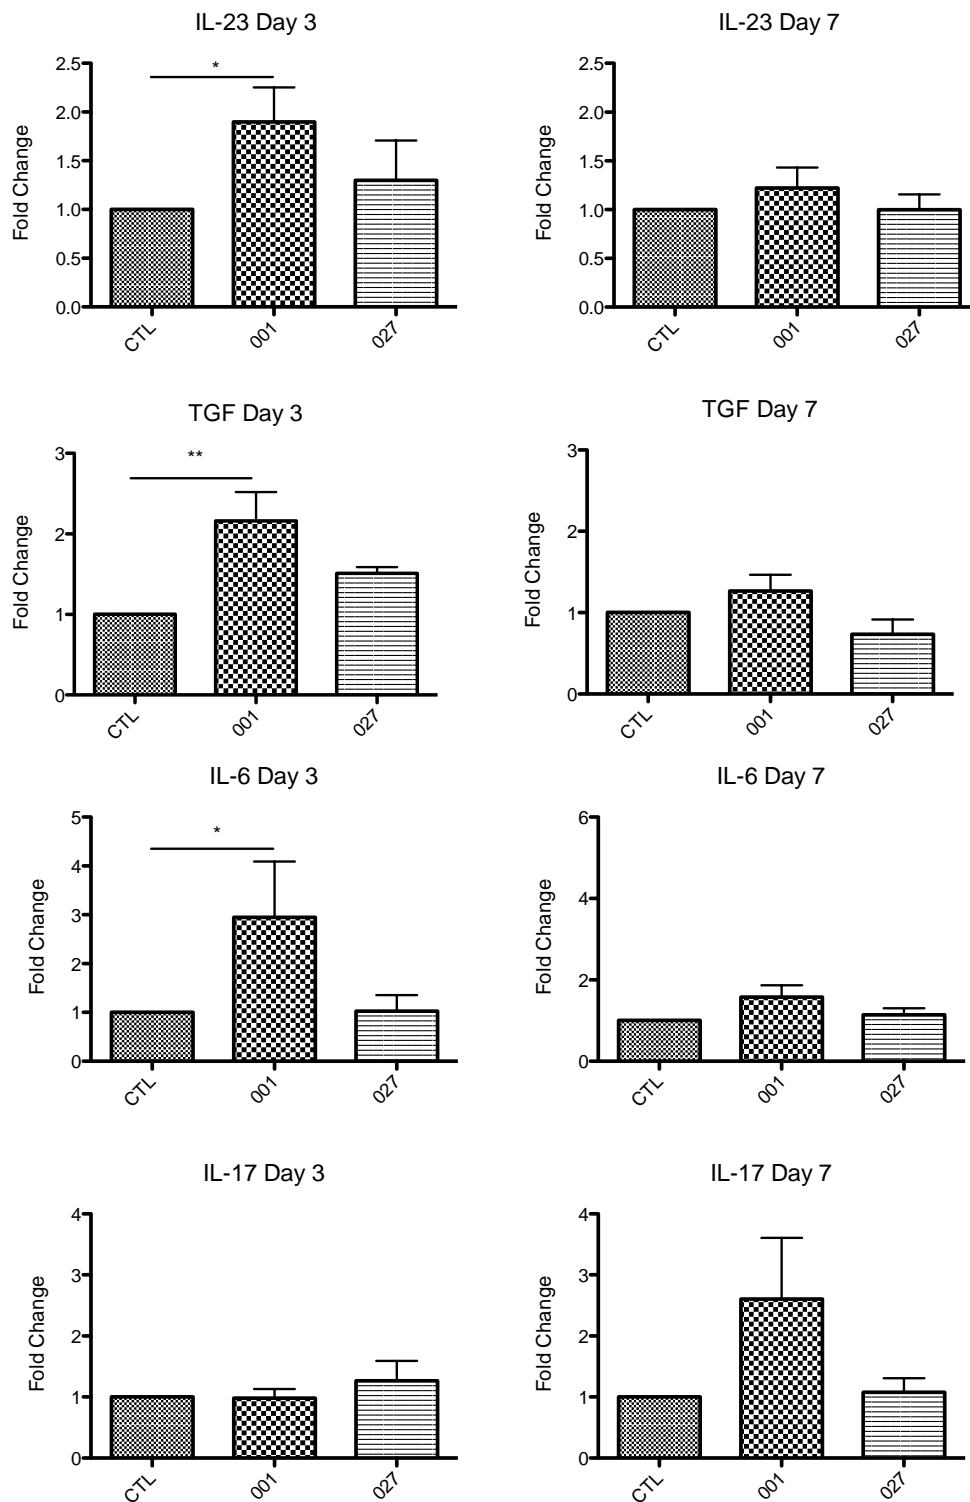 IL-23 Day 3
*
Fold Change
2.5
2.0
1.5
1.0
0.5
0.0
CTL
001
027
IL-23 Day 7
Fold Change
2.5
2.0
1.5
1.0
0.5
0.0
CTL
001
027
TGF Day 3
**
Fold Change
3
2
1
0
CTL
001
027
TGF Day 7
Fold Change
3
2
1
0
CTL
001
027
IL-6 Day 3
*
Fold Change
5
4
3
2
1
0
CTL
001
027
IL-6 Day 7
Fold Change
6
4
2
0
CTL
001
027
IL-17 Day 3
Fold Change
4
3
2
1
0
CTL
001
027
IL-17 Day 7
Fold Change
4
3
2
1
0
CTL
001
027